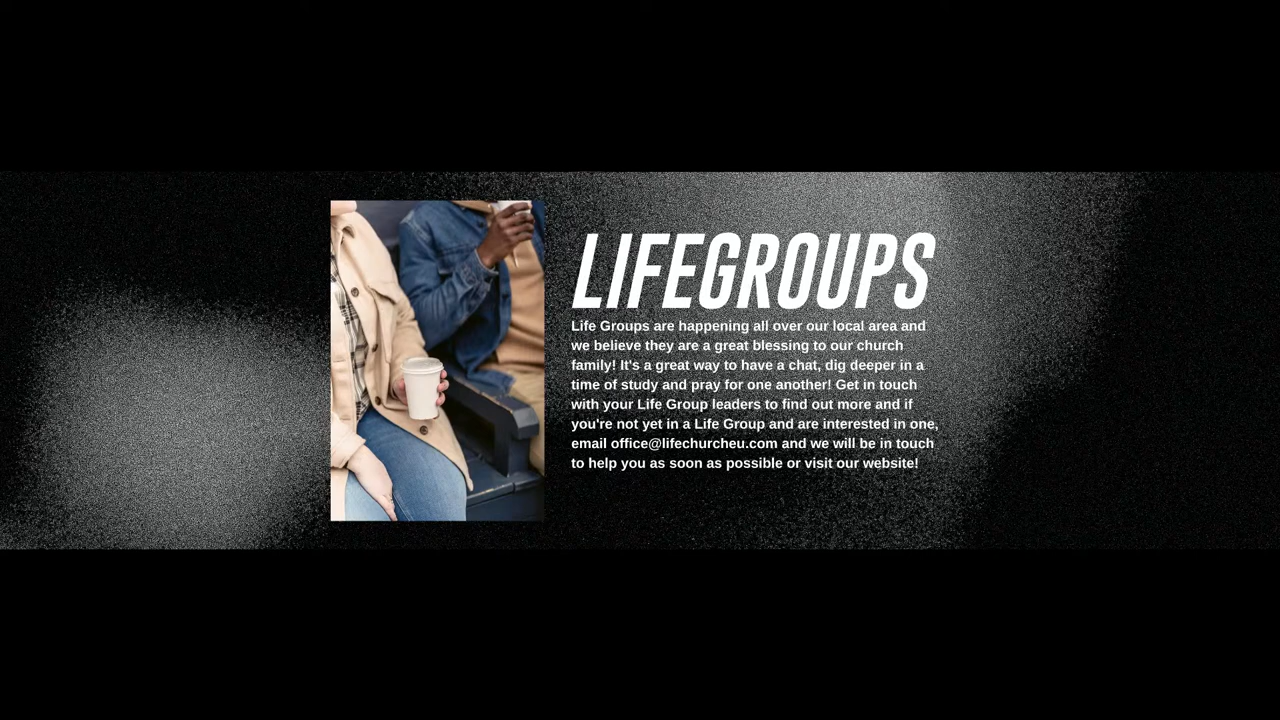 LIFEGROUPS
Life Groups are happening all over our local area and
we believe they are a great blessing to our church
family! It's a great way to have a chat, dig deeper in a
time of study and pray for one another! Get in touch
with your Life Group leaders to find out more and if
you're not yet in a Life Group and are interested in one,
email office@lifechurcheu.com and we will be in touch
to help you as soon as possible or visit our website!